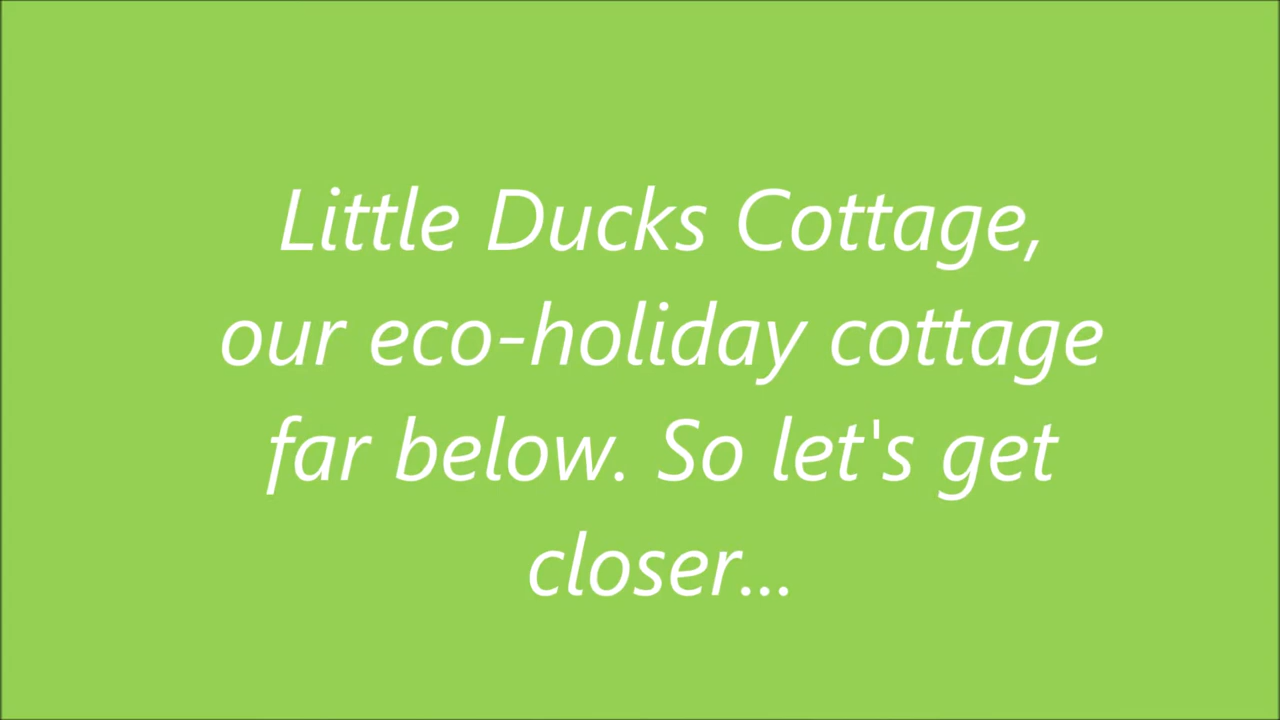 Little Ducks Cottage,
our eco-holiday cottage
far below. So let's get
closer...